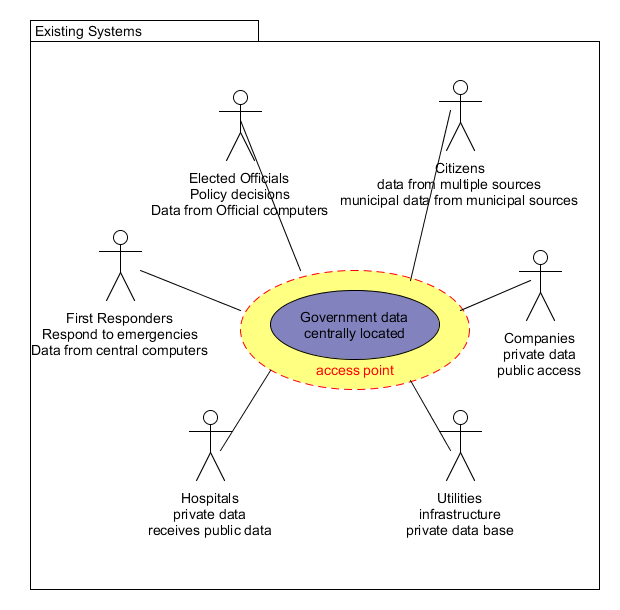 Existing Systems
Elected Officials
Policy decisions
Data from Official computers
Citizens
data from multiple sources
municipal data from municipal sources
First Responders
Respond to emergencies
Data from central computers
Government data
centrally located
access point
Companies
private data
public access
Hospitals
private data
receives public data
Utilities
infrastructure
private data base